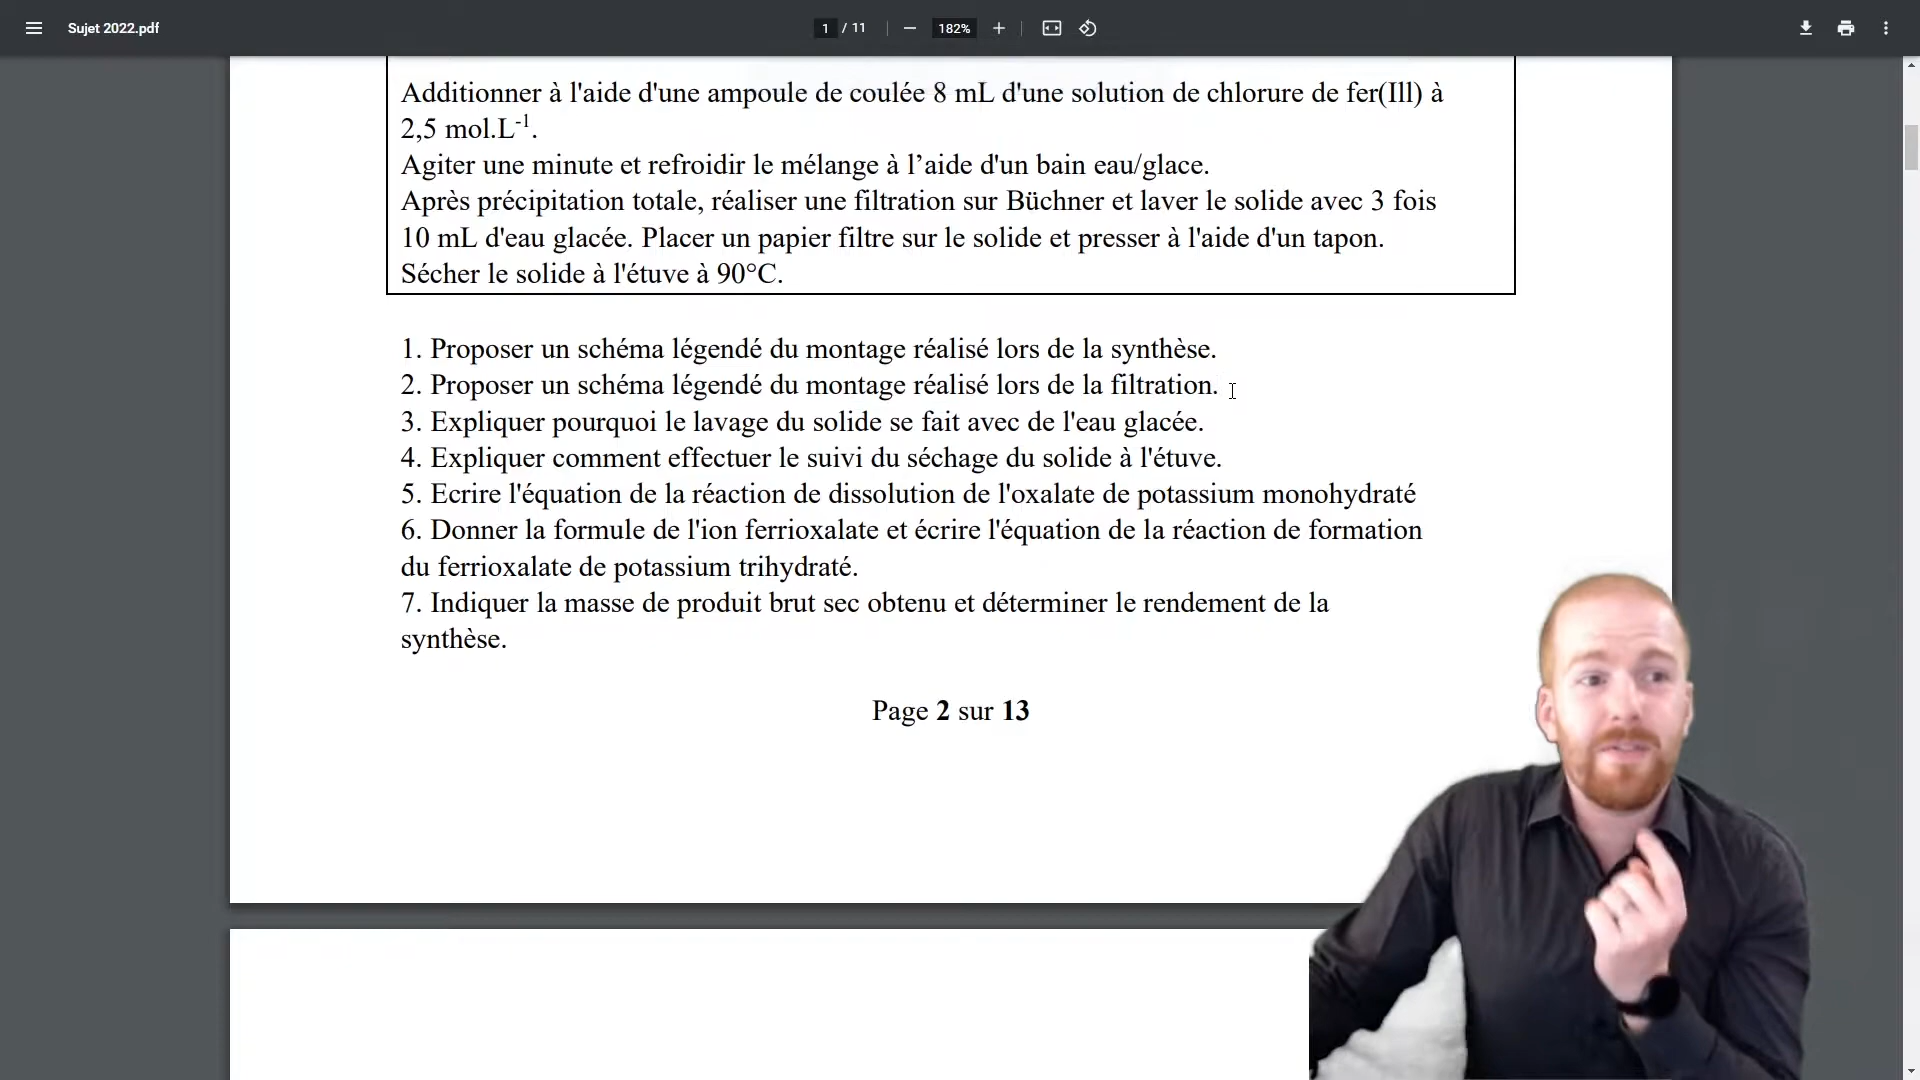 Sujet 2022.pdf
1 / 11
182%
Additionner à l'aide d'une ampoule de coulée 8 mL d'une solution de chlorure de fer(Ill) à
2,5 mol.L-1.
Agiter une minute et refroidir le mélange à l’aide d'un bain eau/glace.
Après précipitation totale, réaliser une filtration sur Büchner et laver le solide avec 3 fois
10 mL d'eau glacée. Placer un papier filtre sur le solide et presser à l'aide d'un tapon.
Sécher le solide à l'étuve à 90°C.
1. Proposer un schéma légendé du montage réalisé lors de la synthèse.
2. Proposer un schéma légendé du montage réalisé lors de la filtration.
3. Expliquer pourquoi le lavage du solide se fait avec de l'eau glacée.
4. Expliquer comment effectuer le suivi du séchage du solide à l'étuve.
5. Ecrire l'équation de la réaction de dissolution de l'oxalate de potassium monohydraté
6. Donner la formule de l'ion ferrioxalate et écrire l'équation de la réaction de formation
du ferrioxalate de potassium trihydraté.
7. Indiquer la masse de produit brut sec obtenu et déterminer le rendement de la
synthèse.
Page 2 sur 13